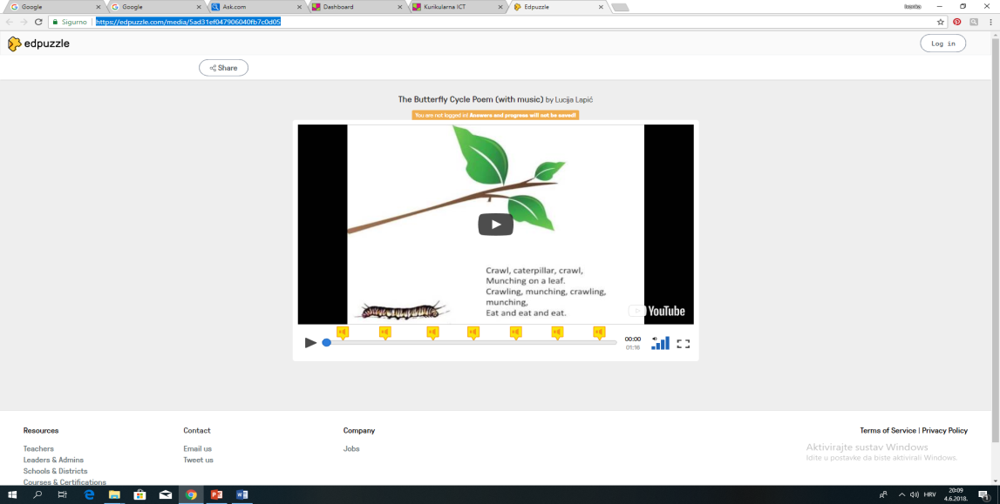 Google
Google
Ask.com
Dashboard
Kurikularna ICT
Edpuzzle
Sigurno
https://edpuzzle.com/media/5ad31ef047906040fb7c0d05
edpuzzle
Log in
Share
The Butterfly Cycle Poem (with music) by Lucija Lapić
You are not logged in! Answers and progress will not be saved!
Crawl, caterpillar, crawl,
Munching on a leaf.
Crawling, munching, crawling,
munching,
Eat and eat and eat.
YouTube
00:00
01:16
Resources
Contact
Company
Terms of Service | Privacy Policy
Teachers
Email us
Jobs
Leaders & Admins
Tweet us
Schools & Districts
Courses & Certifications
Aktivirajte sustav Windows
Idite u postavke da biste aktivirali Windows.
HRV
20:09
4.6.2018.